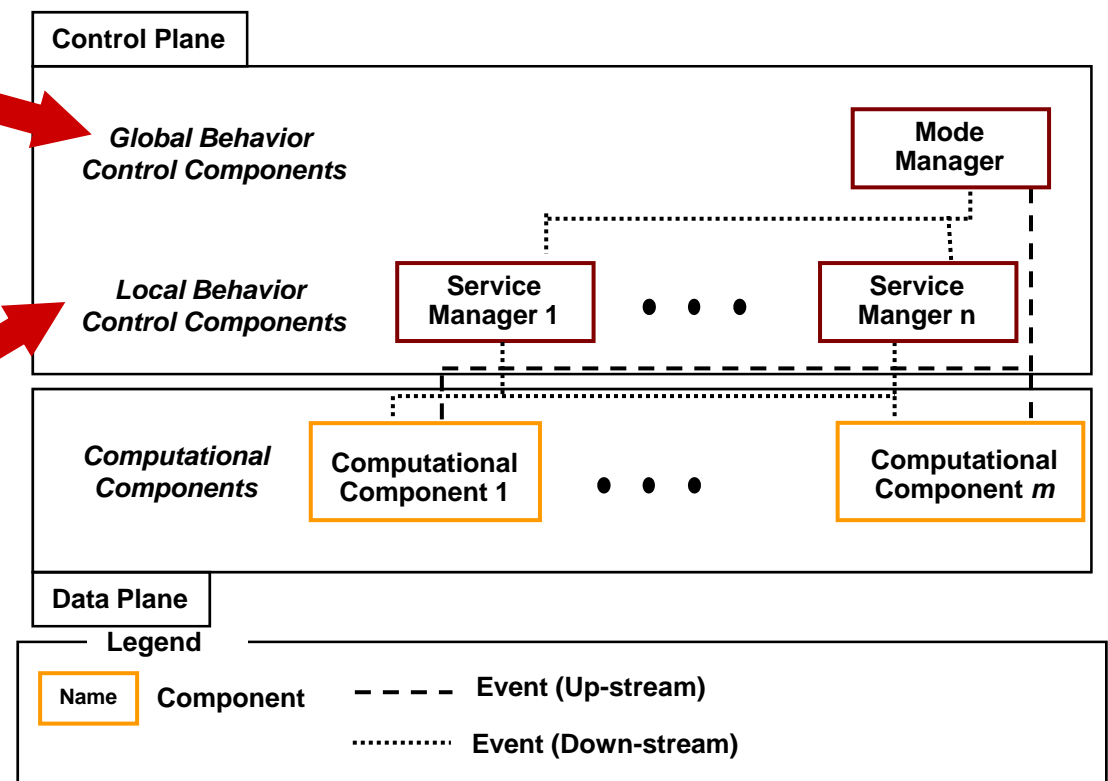 Control Plane
Global Behavior
Control Components
Mode
Manager
Local Behavior
Control Components
Service
Manager 1
Service
Manger n
Computational
Components
Computational
Component 1
Computational
Component m
Data Plane
Legend
Name
Component
Event (Up-stream)
Event (Down-stream)